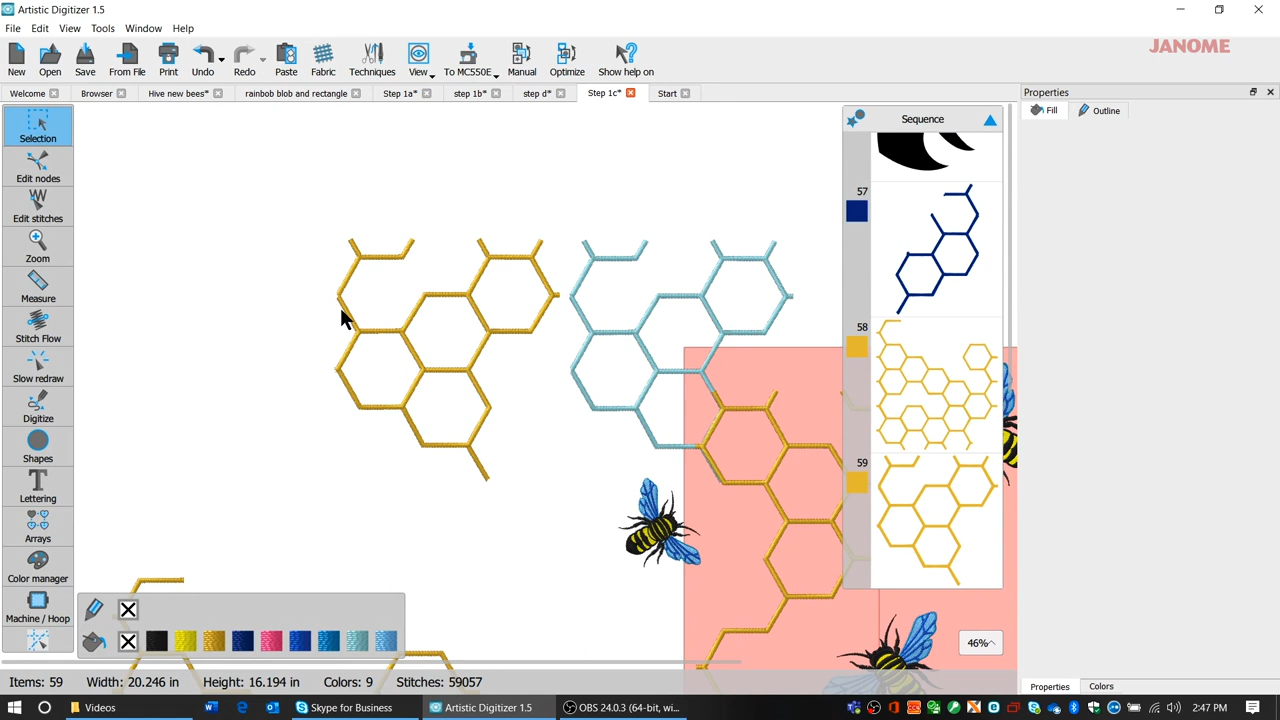 Artistic Digitizer 1.5
File Edit View Tools Window Help
New Open Save From File Print Undo Redo Paste Fabric Techniques View To MC550E Manual Optimize Show help on
JANOME
Welcome Browser Hive new bees* rainbob blob and rectangle Step 1a* step 1b* step d* Step 1c* Start
Properties
Fill Outline
Selection
Edit nodes
Edit stitches
Zoom
Measure
Stitch Flow
Slow redraw
Digitize
Shapes
Lettering
Arrays
Color manager
Machine / Hoop
Sequence
57
58
59
46%
Items: 59 Width: 20.246 in Height: 16.194 in Colors: 9 Stitches: 59057
Properties Colors
Videos Skype for Business Artistic Digitizer 1.5 OBS 24.0.3 (64-bit, wi... 2:47 PM